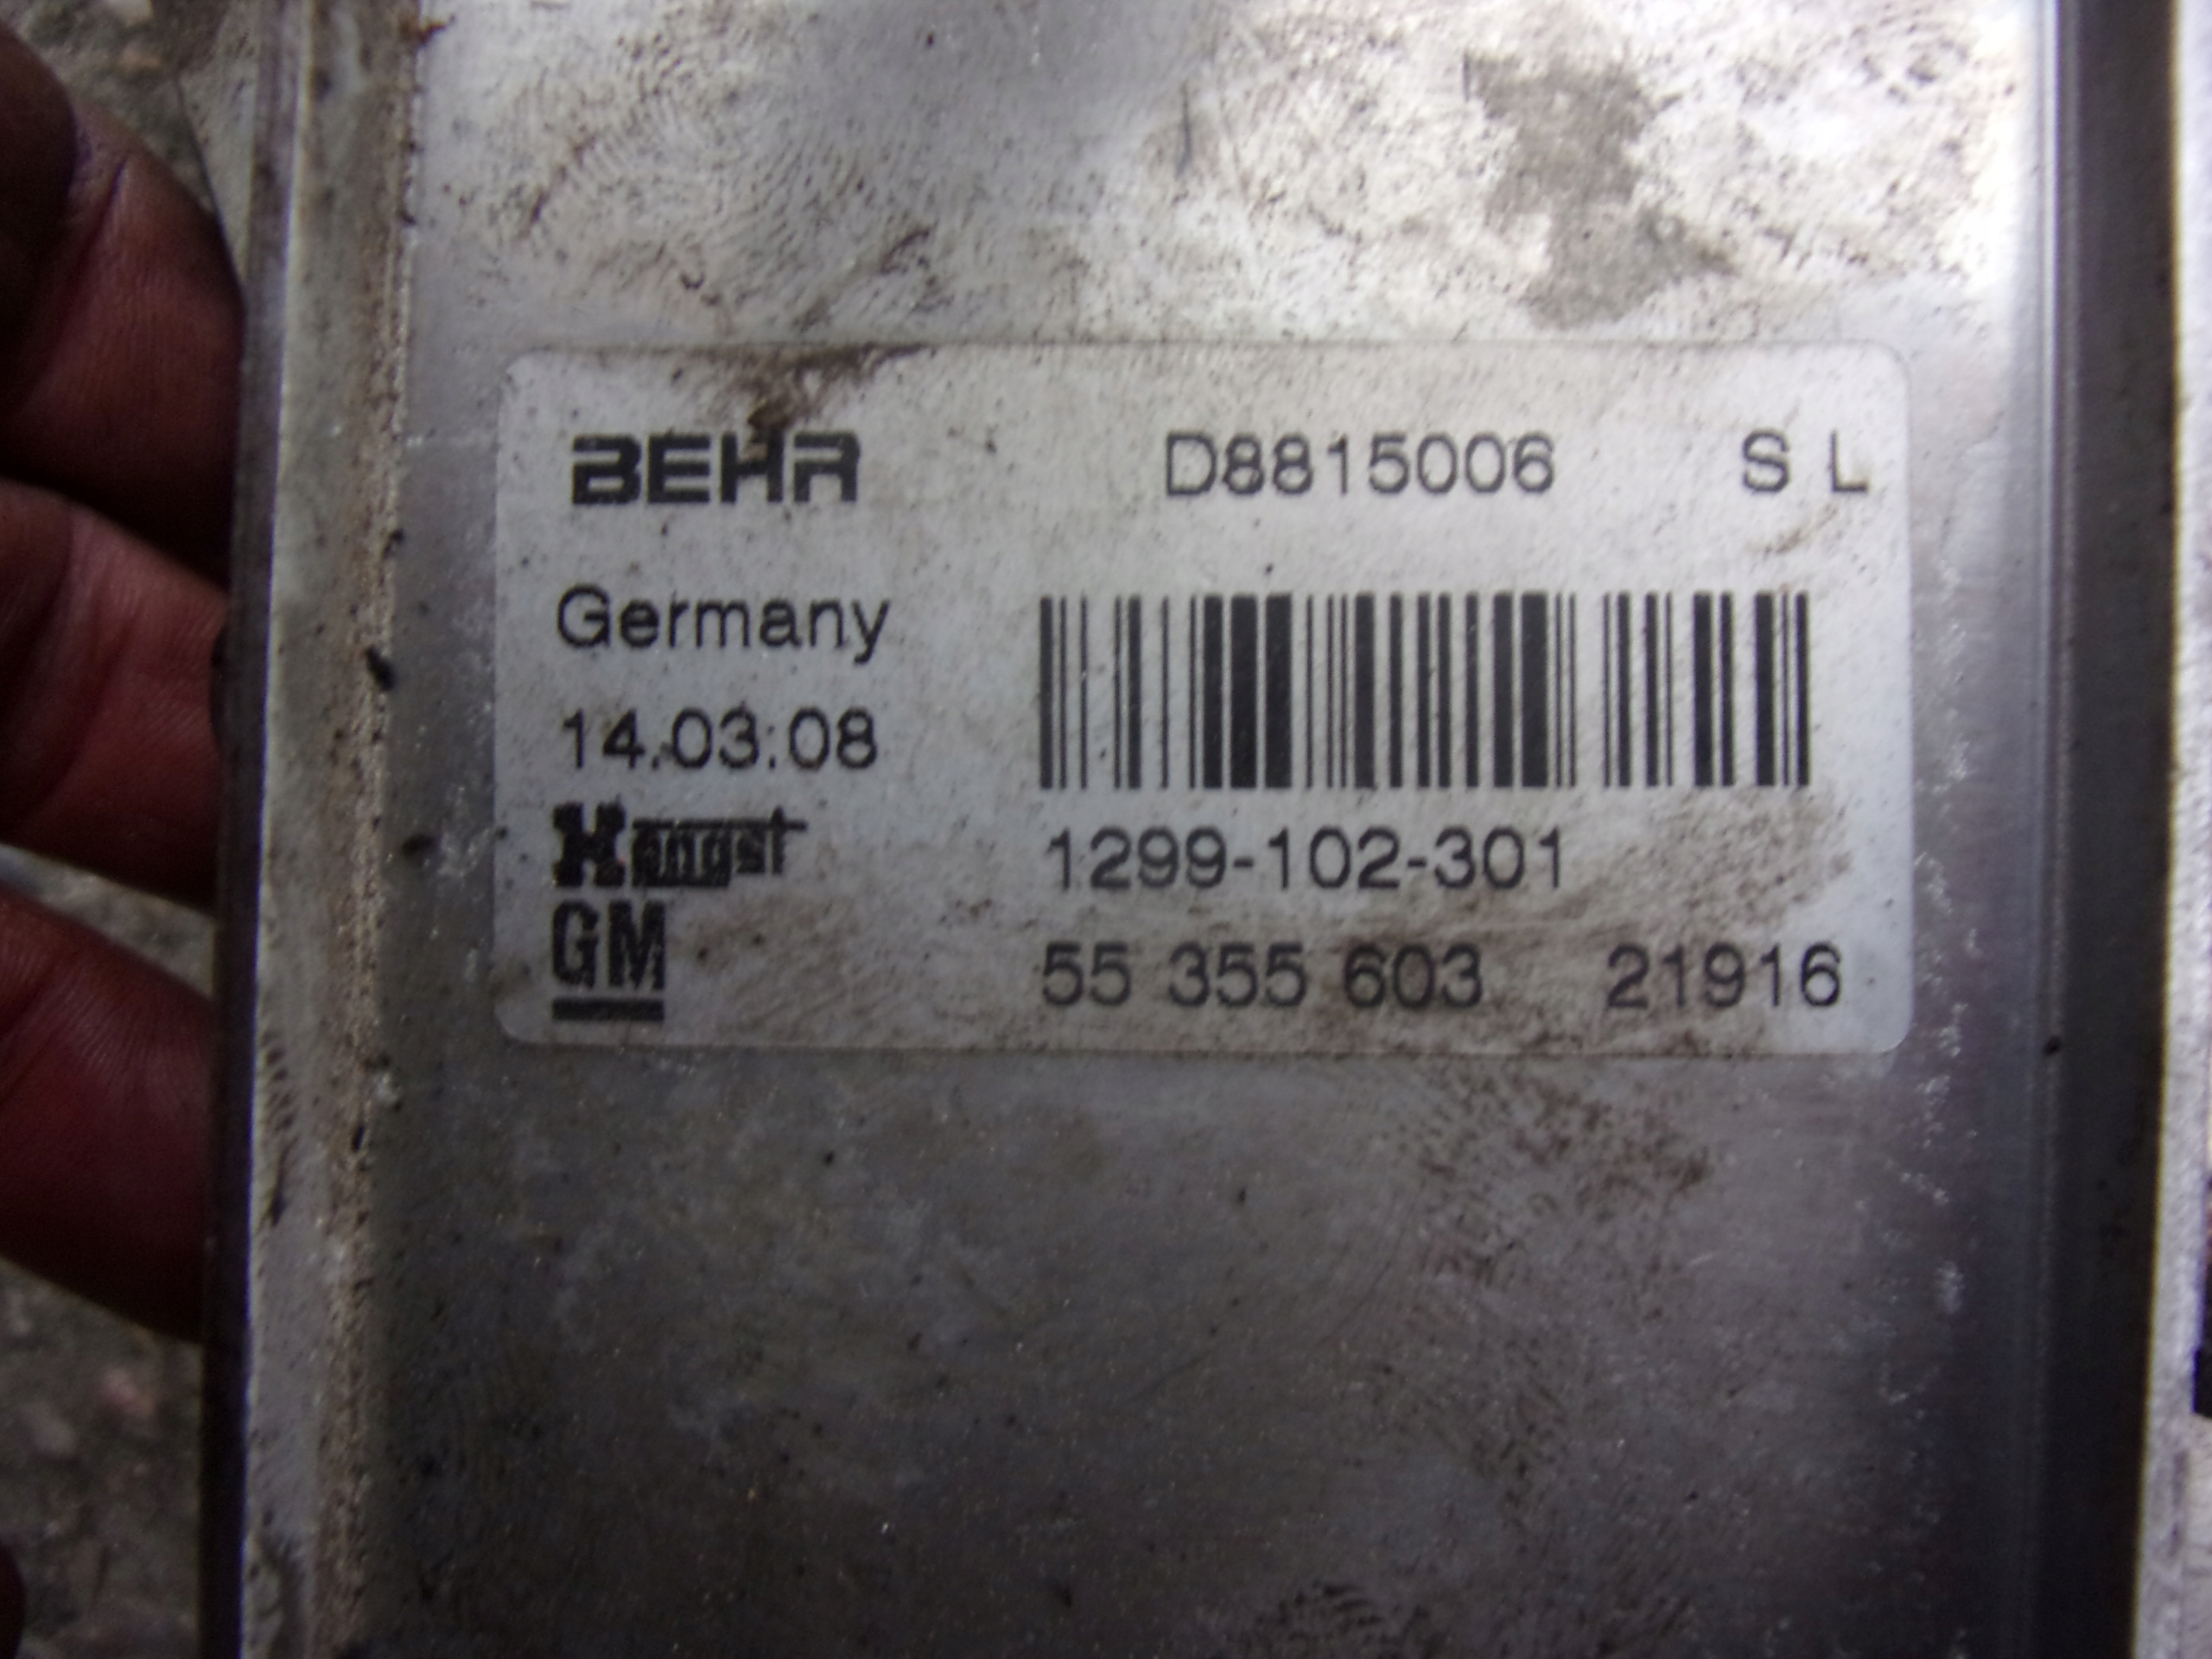 BEHR D8815006 S L
Germany
14.03.08
Hengst 1299-102-301
GM 55 355 603 21916